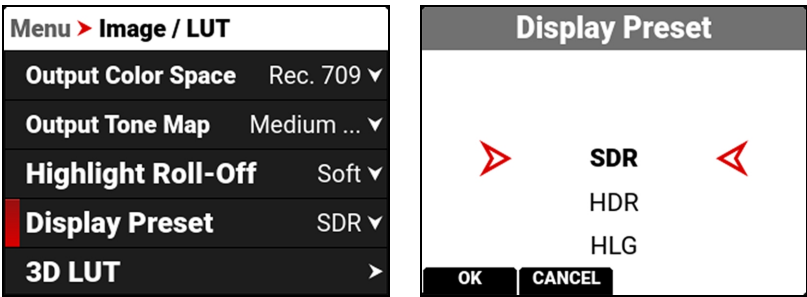 Menu > Image / LUT
Output Color Space Rec. 709
Output Tone Map Medium ...
Highlight Roll-Off Soft
Display Preset SDR
3D LUT
Display Preset
SDR
HDR
HLG
OK CANCEL